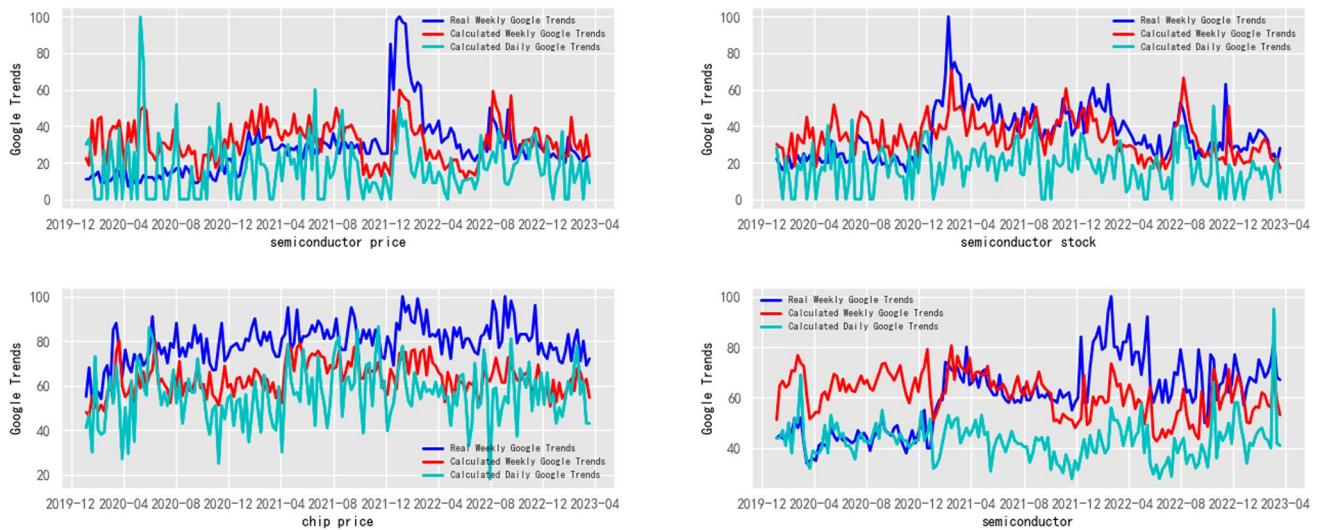 100
80
60
40
20
0
Google Trends
Real Weekly Google Trends
Calculated Weekly Google Trends
Calculated Daily Google Trends
2019-12 2020-04 2020-08 2020-12 2021-04 2021-08 2021-12 2022-04 2022-08 2022-12 2023-04
semiconductor price
100
80
60
40
20
0
Google Trends
Real Weekly Google Trends
Calculated Weekly Google Trends
Calculated Daily Google Trends
2019-12 2020-04 2020-08 2020-12 2021-04 2021-08 2021-12 2022-04 2022-08 2022-12 2023-04
semiconductor stock
100
80
60
40
20
Google Trends
Real Weekly Google Trends
Calculated Weekly Google Trends
Calculated Daily Google Trends
2019-12 2020-04 2020-08 2020-12 2021-04 2021-08 2021-12 2022-04 2022-08 2022-12 2023-04
chip price
100
80
60
40
Google Trends
Real Weekly Google Trends
Calculated Weekly Google Trends
Calculated Daily Google Trends
2019-12 2020-04 2020-08 2020-12 2021-04 2021-08 2021-12 2022-04 2022-08 2022-12 2023-04
semiconductor